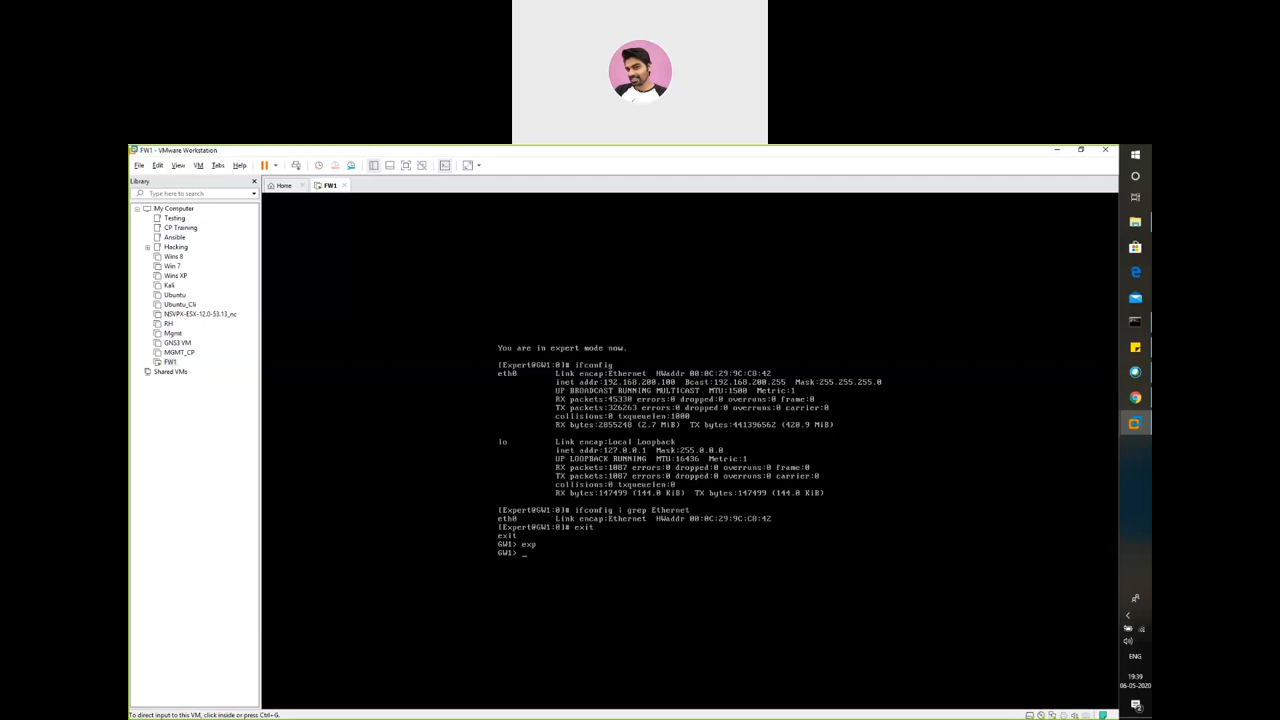 FW1 - VMware Workstation
File Edit View VM Tabs Help
Library
Type here to search
Home
FW1
My Computer
Testing
CP Training
Ansible
Hacking
Wins 8
Win 7
Wins XP
Kali
Ubuntu
Ubuntu_Cli
NSVPX-ESX-12.0-53.13_nc
RH
Mgmt
GNS3 VM
MGMT_CP
FW1
Shared VMs
You are in expert mode now.
[Expert@GW1:0]# ifconfig
eth0 Link encap:Ethernet HWaddr 00:0C:29:9C:C8:42
inet addr:192.168.200.100 Bcast:192.168.200.255 Mask:255.255.255.0
UP BROADCAST RUNNING MULTICAST MTU:1500 Metric:1
RX packets:45330 errors:0 dropped:0 overruns:0 frame:0
TX packets:326263 errors:0 dropped:0 overruns:0 carrier:0
collisions:0 txqueuelen:1000
RX bytes:2855248 (2.7 MiB) TX bytes:441396562 (420.9 MiB)
lo Link encap:Local Loopback
inet addr:127.0.0.1 Mask:255.0.0.0
UP LOOPBACK RUNNING MTU:16436 Metric:1
RX packets:1087 errors:0 dropped:0 overruns:0 frame:0
TX packets:1087 errors:0 dropped:0 overruns:0 carrier:0
collisions:0 txqueuelen:0
RX bytes:147499 (144.0 KiB) TX bytes:147499 (144.0 KiB)
[Expert@GW1:0]# ifconfig | grep Ethernet
eth0 Link encap:Ethernet HWaddr 00:0C:29:9C:C8:42
[Expert@GW1:0]# exit
exit
GW1> exp
GW1> _
ENG
19:39
06-05-2020
2
To direct input to this VM, click inside or press Ctrl+G.